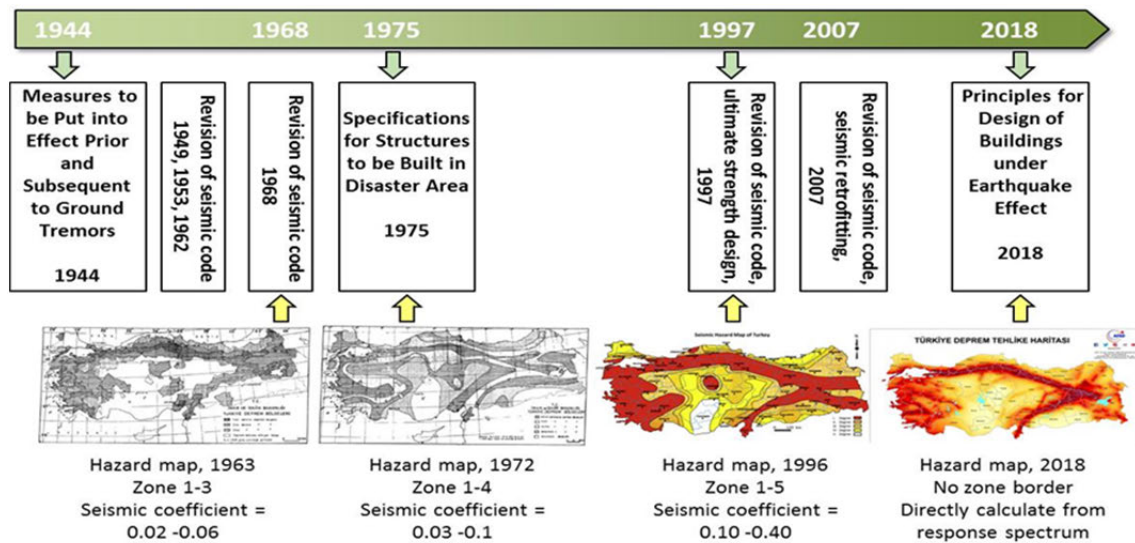 1944 1968 1975 1997 2007 2018
Measures to
be Put into
Effect Prior
and
Subsequent
to Ground
Tremors
1944
Revision of seismic code
1949, 1953, 1962
Revision of seismic code
1968
Specifications
for Structures
to be Built in
Disaster Area
1975
Revision of seismic code,
ultimate strength design,
1997
Revision of seismic code,
seismic retrofitting,
2007
Principles for
Design of
Buildings
under
Earthquake
Effect
2018
Seismic Hazard Map of Turkey
TÜRKİYE DEPREM TEHLİKE HARİTASI
Hazard map, 1963
Zone 1-3
Seismic coefficient =
0.02 -0.06
Hazard map, 1972
Zone 1-4
Seismic coefficient =
0.03 -0.1
Hazard map, 1996
Zone 1-5
Seismic coefficient =
0.10 -0.40
Hazard map, 2018
No zone border
Directly calculate from
response spectrum